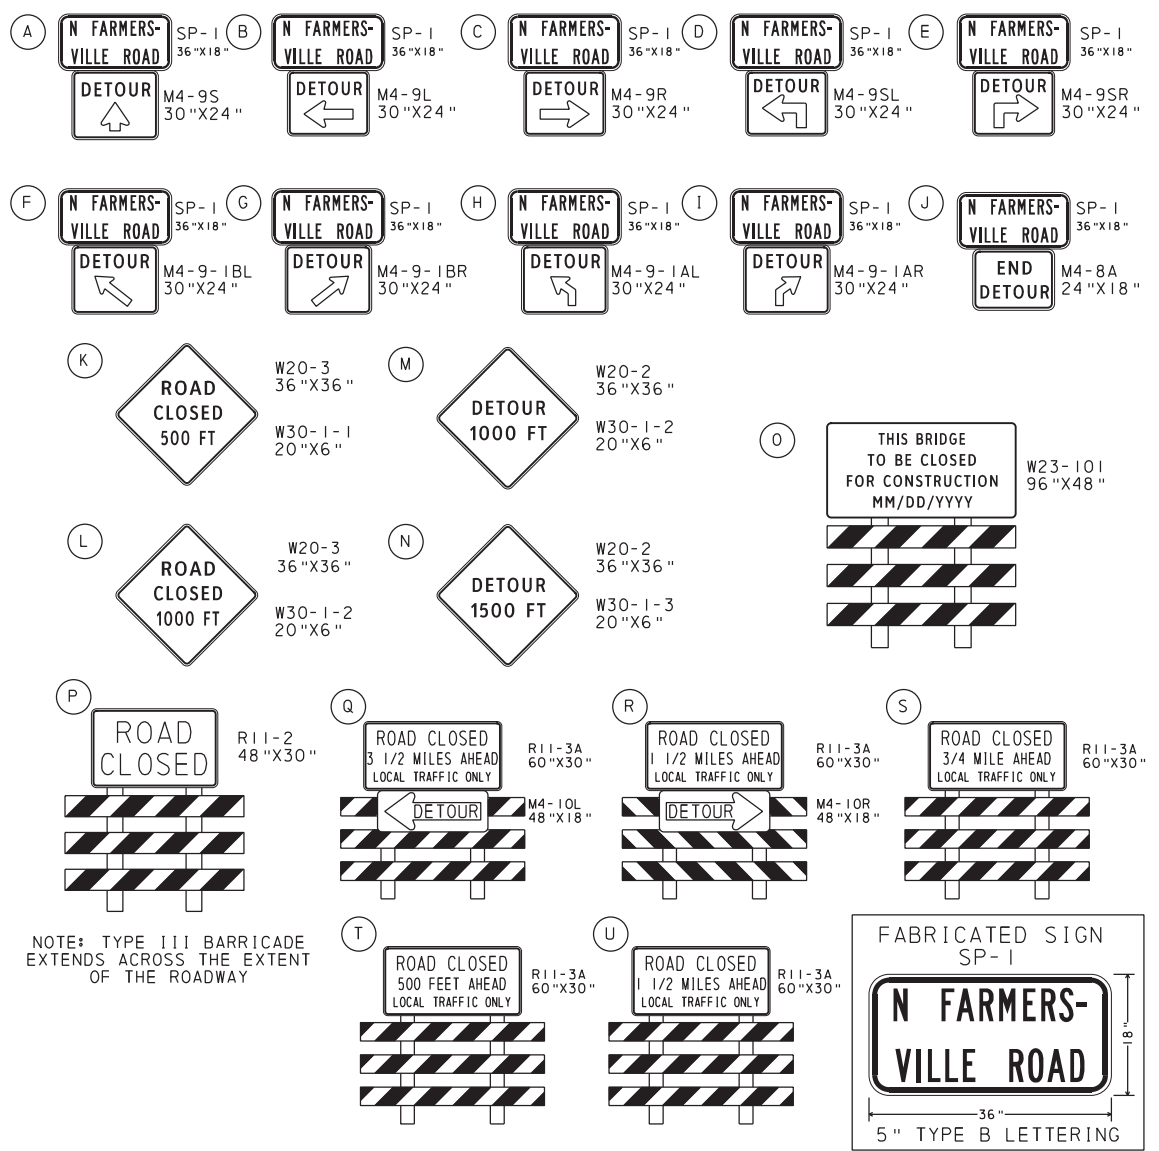 A
N FARMERS-
VILLE ROAD
SP-1
36"X18"
DETOUR
M4-9S
30"X24"
B
N FARMERS-
VILLE ROAD
SP-1
36"X18"
DETOUR
M4-9L
30"X24"
C
N FARMERS-
VILLE ROAD
SP-1
36"X18"
DETOUR
M4-9R
30"X24"
D
N FARMERS-
VILLE ROAD
SP-1
36"X18"
DETOUR
M4-9SL
30"X24"
E
N FARMERS-
VILLE ROAD
SP-1
36"X18"
DETOUR
M4-9SR
30"X24"
F
N FARMERS-
VILLE ROAD
SP-1
36"X18"
DETOUR
M4-9-1BL
30"X24"
G
N FARMERS-
VILLE ROAD
SP-1
36"X18"
DETOUR
M4-9-1BR
30"X24"
H
N FARMERS-
VILLE ROAD
SP-1
36"X18"
DETOUR
M4-9-1AL
30"X24"
I
N FARMERS-
VILLE ROAD
SP-1
36"X18"
DETOUR
M4-9-1AR
30"X24"
J
N FARMERS-
VILLE ROAD
SP-1
36"X18"
END
DETOUR
M4-8A
24"X18"
K
ROAD
CLOSED
500 FT
W20-3
36"X36"
W30-1-1
20"X6"
M
DETOUR
1000 FT
W20-2
36"X36"
W30-1-2
20"X6"
O
THIS BRIDGE
TO BE CLOSED
FOR CONSTRUCTION
MM/DD/YYYY
W23-101
96"X48"
L
ROAD
CLOSED
1000 FT
W20-3
36"X36"
W30-1-2
20"X6"
N
DETOUR
1500 FT
W20-2
36"X36"
W30-1-3
20"X6"
P
ROAD
CLOSED
R11-2
48"X30"
NOTE: TYPE III BARRICADE
EXTENDS ACROSS THE EXTENT
OF THE ROADWAY
Q
ROAD CLOSED
3 1/2 MILES AHEAD
LOCAL TRAFFIC ONLY
R11-3A
60"X30"
DETOUR
M4-10L
48"X18"
R
ROAD CLOSED
1 1/2 MILES AHEAD
LOCAL TRAFFIC ONLY
R11-3A
60"X30"
DETOUR
M4-10R
48"X18"
S
ROAD CLOSED
3/4 MILE AHEAD
LOCAL TRAFFIC ONLY
R11-3A
60"X30"
T
ROAD CLOSED
500 FEET AHEAD
LOCAL TRAFFIC ONLY
R11-3A
60"X30"
U
ROAD CLOSED
1 1/2 MILES AHEAD
LOCAL TRAFFIC ONLY
R11-3A
60"X30"
FABRICATED SIGN
SP-1
N FARMERS-
VILLE ROAD
18"
36"
5" TYPE B LETTERING